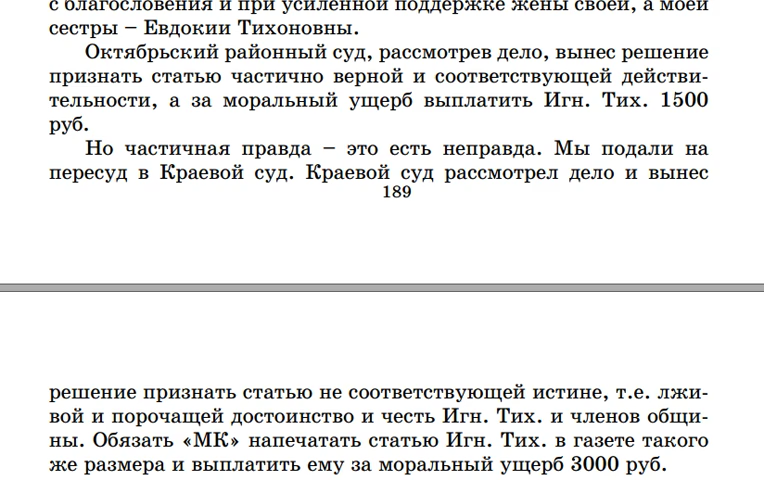 с благословения и при усиленной поддержке жены своей, а моей
сестры – Евдокии Тихоновны.
Октябрьский районный суд, рассмотрев дело, вынес решение
признать статью частично верной и соответствующей действи-
тельности, а за моральный ущерб выплатить Игн. Тих. 1500
руб.
Но частичная правда – это есть неправда. Мы подали на
пересуд в Краевой суд. Краевой суд рассмотрел дело и вынес
189
решение признать статью не соответствующей истине, т.е. лжи-
вой и порочащей достоинство и честь Игн. Тих. и членов общи-
ны. Обязать «МК» напечатать статью Игн. Тих. в газете такого
же размера и выплатить ему за моральный ущерб 3000 руб.